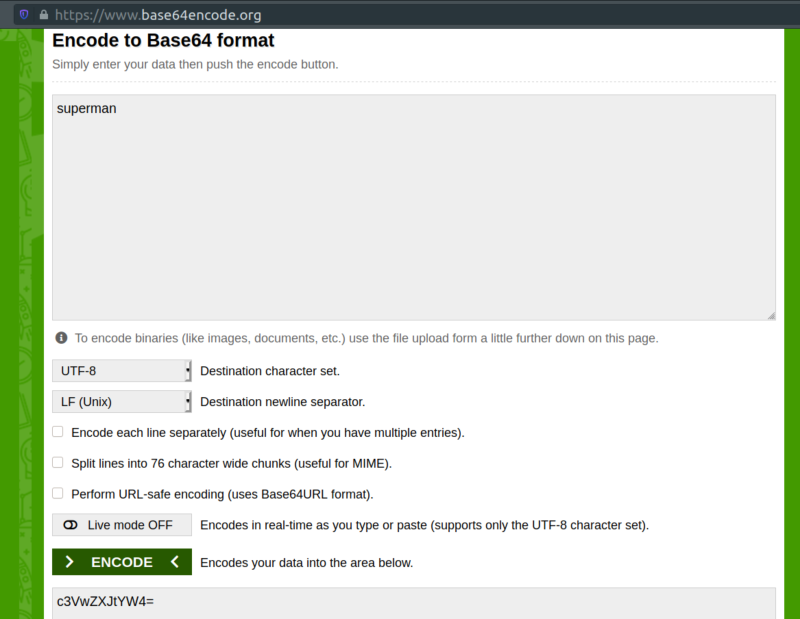 https://www.base64encode.org
Encode to Base64 format
Simply enter your data then push the encode button.
superman
To encode binaries (like images, documents, etc.) use the file upload form a little further down on this page.
UTF-8 Destination character set.
LF (Unix) Destination newline separator.
Encode each line separately (useful for when you have multiple entries).
Split lines into 76 character wide chunks (useful for MIME).
Perform URL-safe encoding (uses Base64URL format).
Live mode OFF Encodes in real-time as you type or paste (supports only the UTF-8 character set).
> ENCODE < Encodes your data into the area below.
c3VwZXJtYW4=